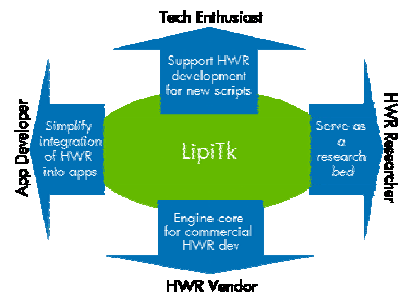 Tech Enthusiast
Support HWR
development
for new scripts
App Developer
Simplify
integration
of HWR
into apps
LipiTk
Serve as
a
research
bed
HWR Researcher
Engine core
for commercial
HWR dev
HWR Vendor